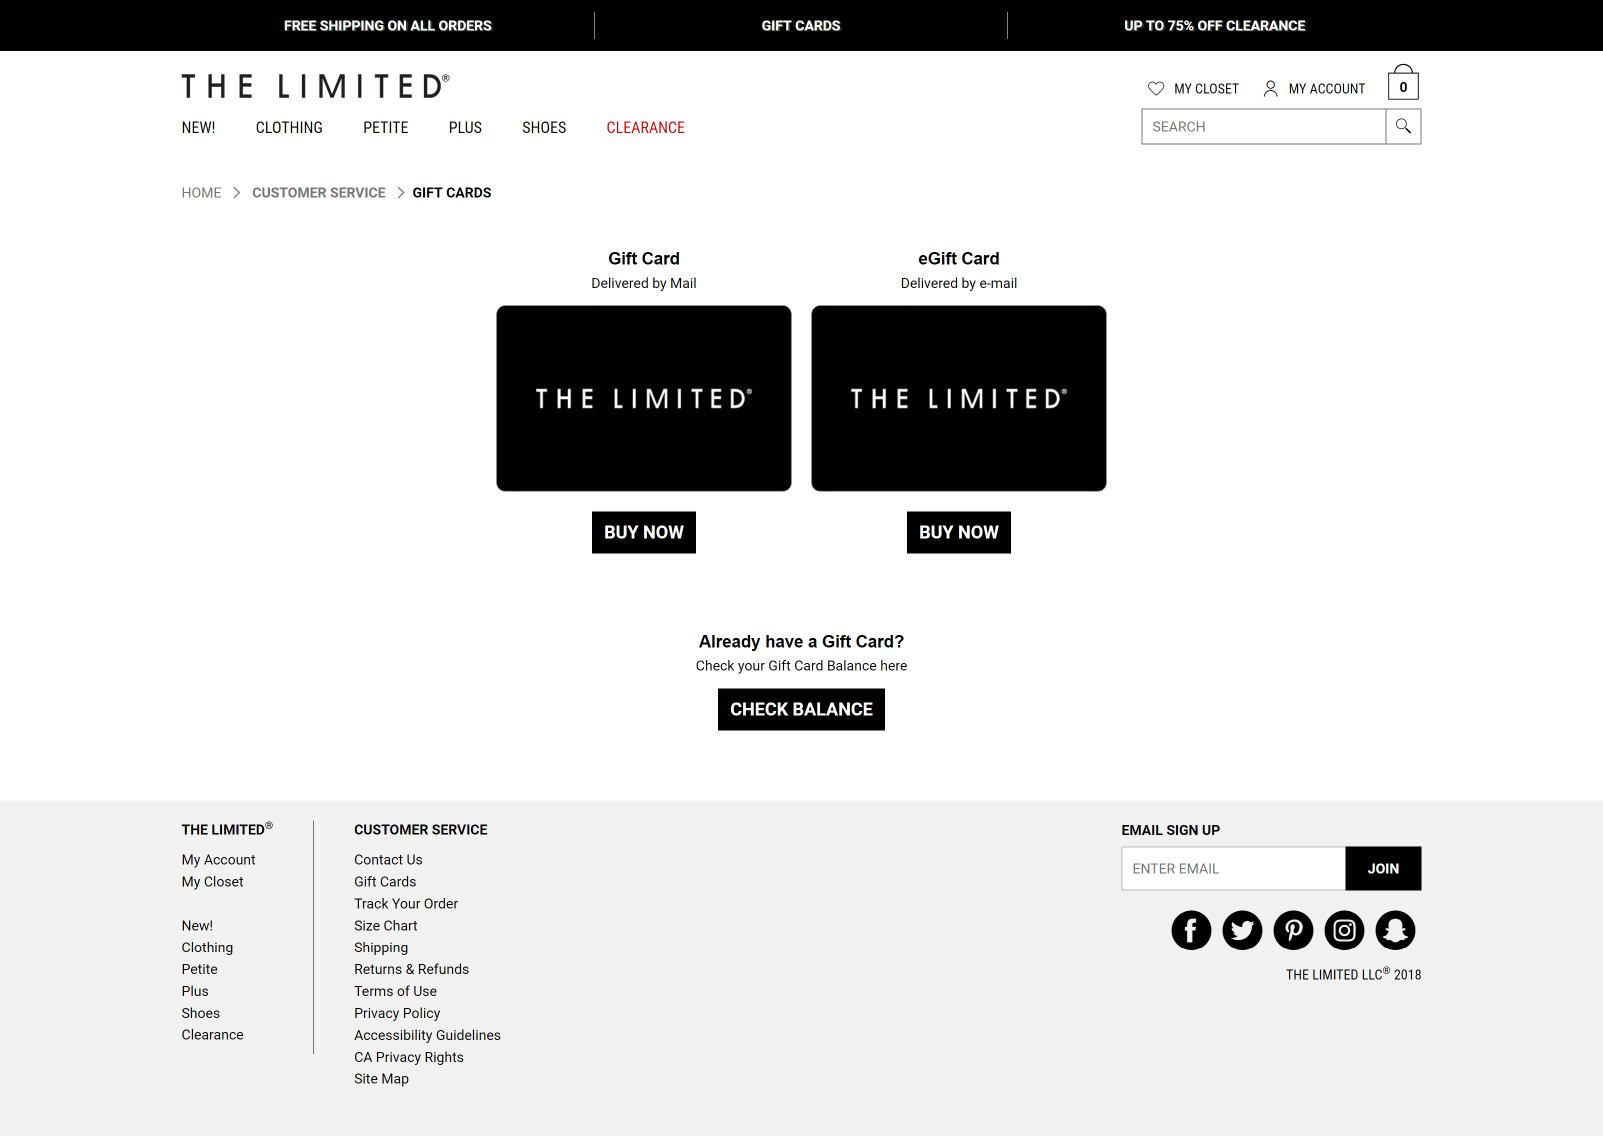 FREE SHIPPING ON ALL ORDERS
GIFT CARDS
UP TO 75% OFF CLEARANCE
THE LIMITED®
MY CLOSET
MY ACCOUNT
0
NEW!
CLOTHING
PETITE
PLUS
SHOES
CLEARANCE
SEARCH
HOME
CUSTOMER SERVICE
GIFT CARDS
Gift Card
Delivered by Mail
THE LIMITED®
BUY NOW
eGift Card
Delivered by e-mail
THE LIMITED®
BUY NOW
Already have a Gift Card?
Check your Gift Card Balance here
CHECK BALANCE
THE LIMITED®
My Account
My Closet
New!
Clothing
Petite
Plus
Shoes
Clearance
CUSTOMER SERVICE
Contact Us
Gift Cards
Track Your Order
Size Chart
Shipping
Returns & Refunds
Terms of Use
Privacy Policy
Accessibility Guidelines
CA Privacy Rights
Site Map
EMAIL SIGN UP
ENTER EMAIL
JOIN
THE LIMITED LLC® 2018